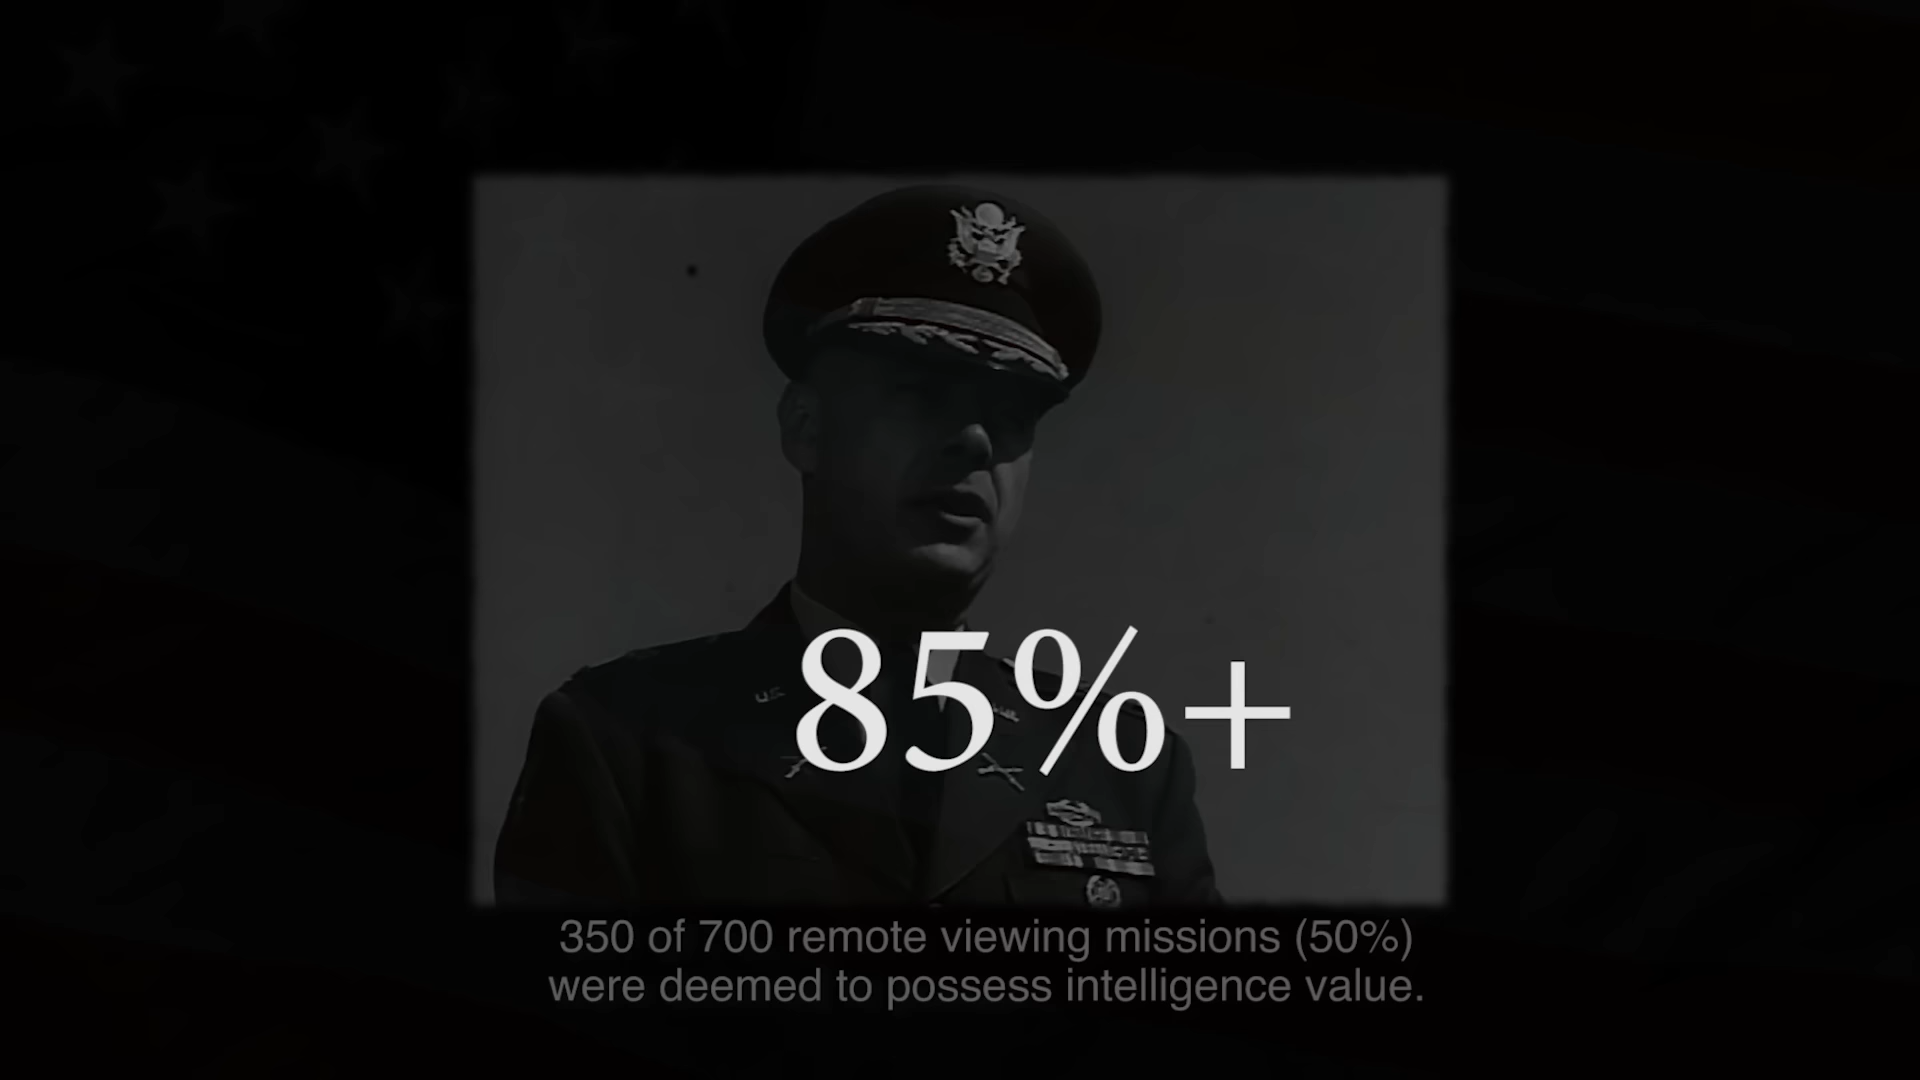 85%+
U.S.
350 of 700 remote viewing missions (50%)
were deemed to possess intelligence value.